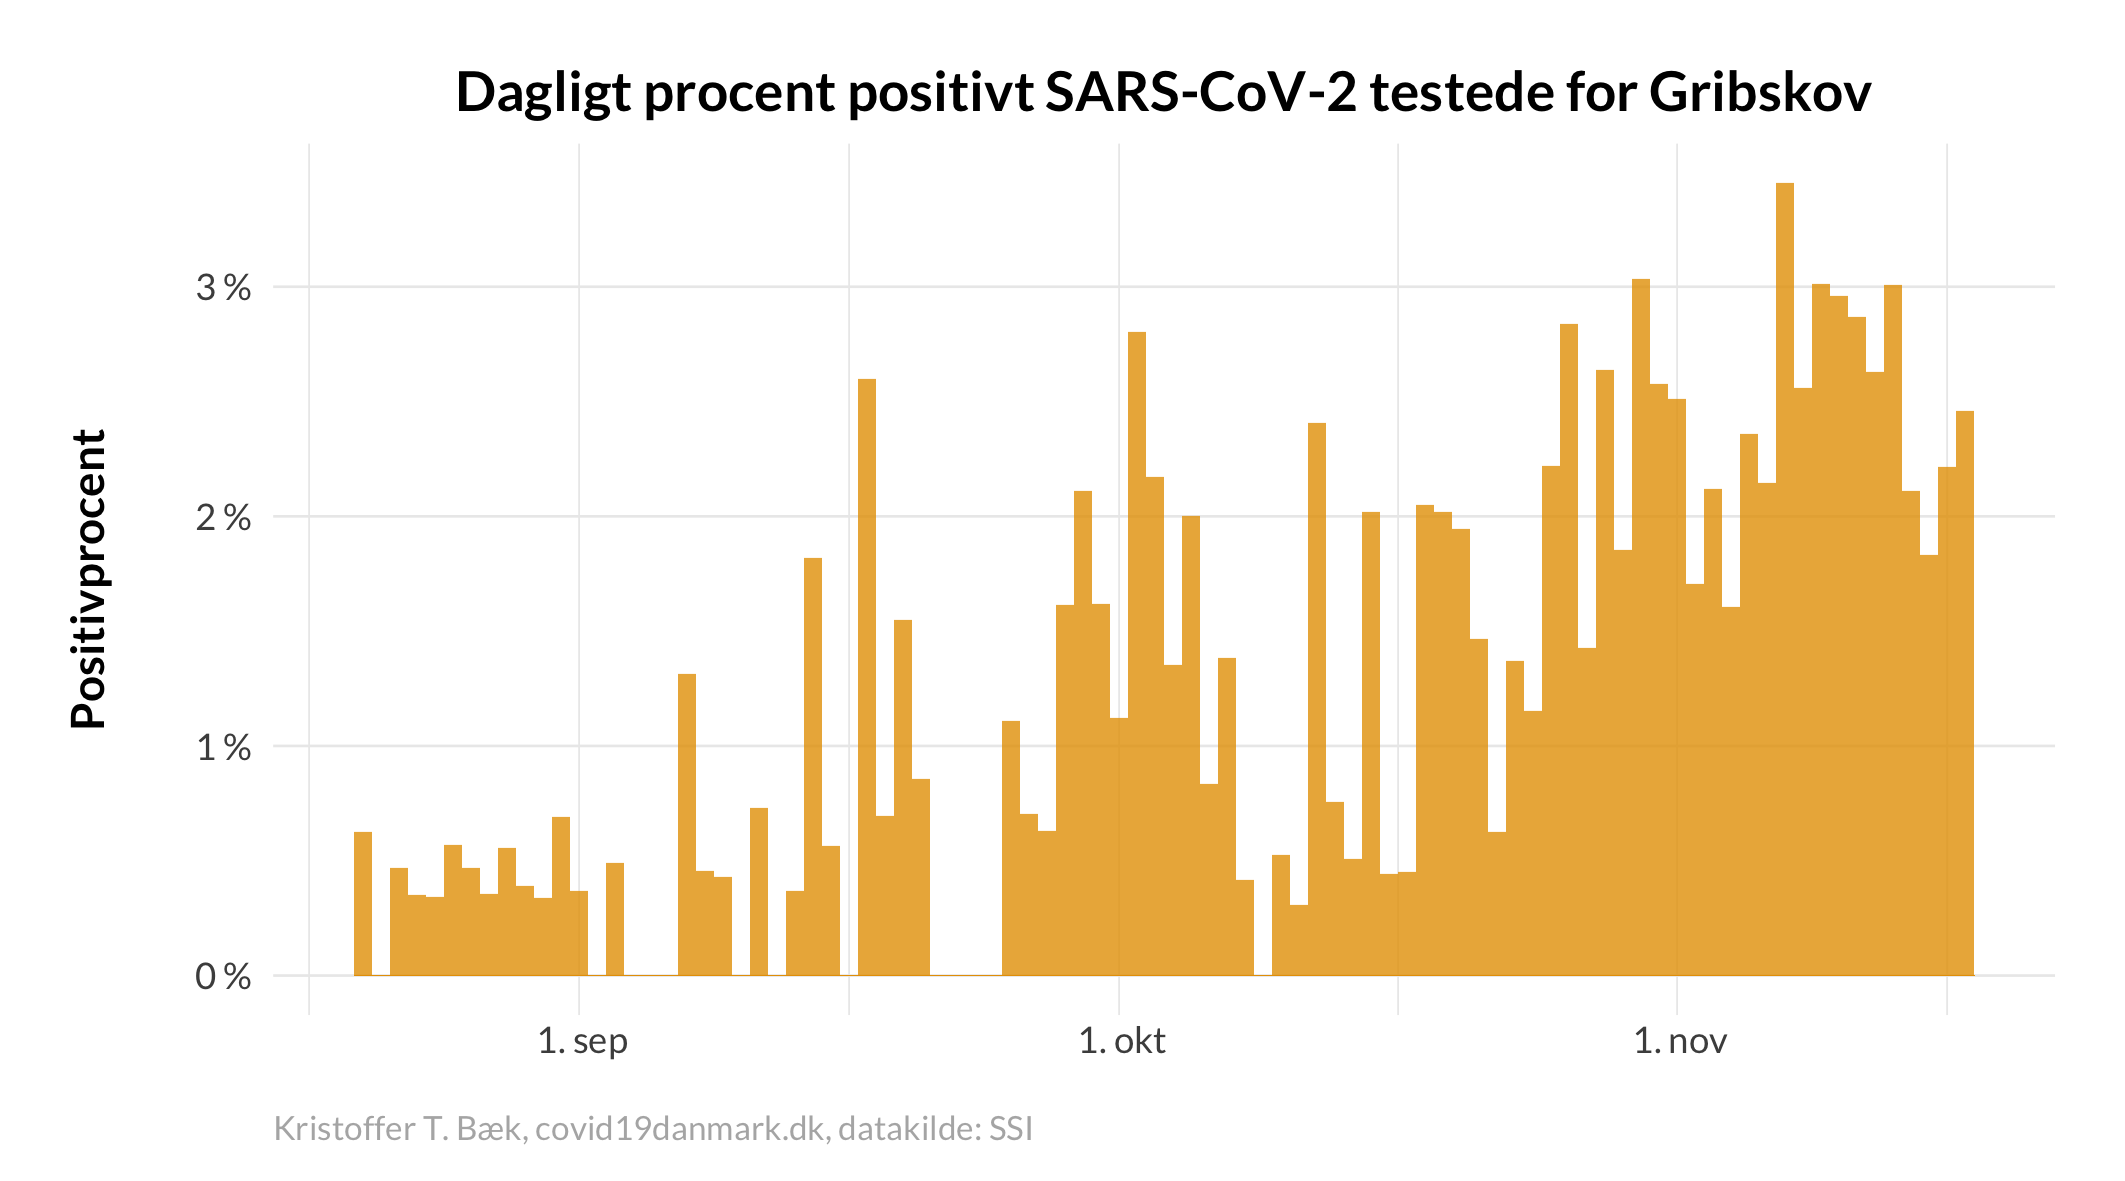 Dagligt procent positivt SARS-CoV-2 testede for Gribskov
Positivprocent
3 %
2 %
1 %
0 %
1. sep
1. okt
1. nov
Kristoffer T. Bæk, covid19danmark.dk, datakilde: SSI